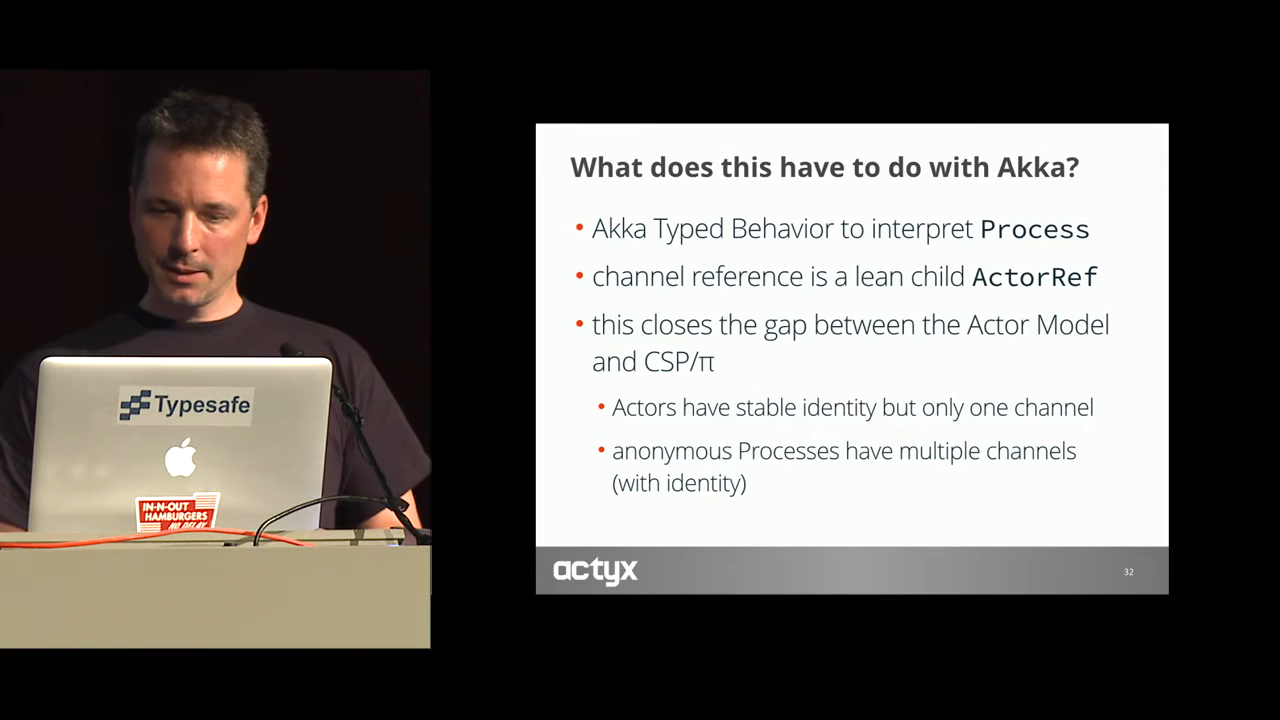 Typesafe
IN-N-OUT
HAMBURGERS
NO DELAY
What does this have to do with Akka?
• Akka Typed Behavior to interpret Process
• channel reference is a lean child ActorRef
• this closes the gap between the Actor Model
and CSP/π
• Actors have stable identity but only one channel
• anonymous Processes have multiple channels
(with identity)
actyx
32